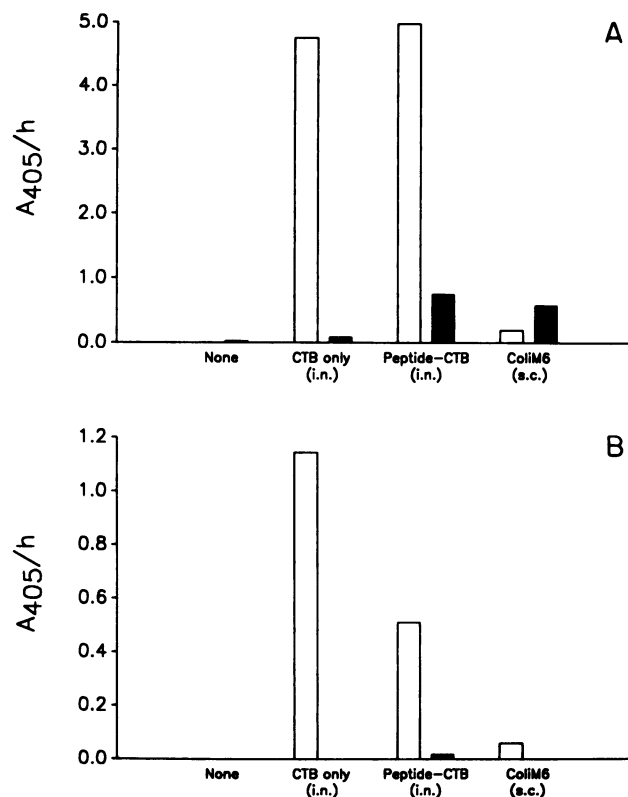 A
5.0
4.0
3.0
2.0
1.0
0.0
A405/h
None
CTB only
(i.n.)
Peptide-CTB
(i.n.)
ColiM6
(s.c.)
B
1.2
1.0
0.8
0.6
0.4
0.2
0.0
A405/h
None
CTB only
(i.n.)
Peptide-CTB
(i.n.)
ColiM6
(s.c.)